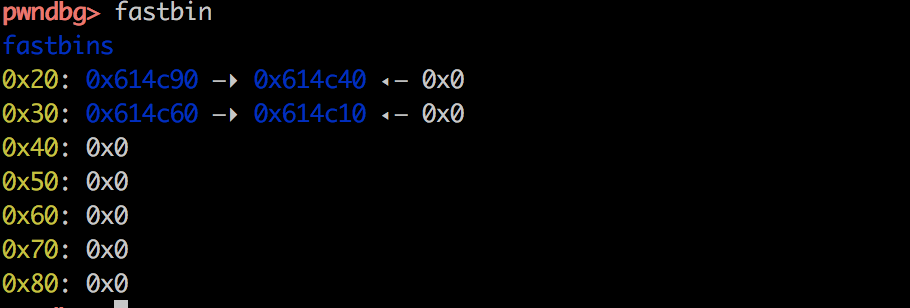 pwndbg> fastbin
fastbins
0x20: 0x614c90 —▸ 0x614c40 ◂— 0x0
0x30: 0x614c60 —▸ 0x614c10 ◂— 0x0
0x40: 0x0
0x50: 0x0
0x60: 0x0
0x70: 0x0
0x80: 0x0